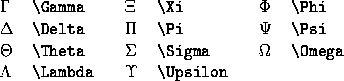 Γ \Gamma Ξ \Xi Φ \Phi
Δ \Delta Π \Pi Ψ \Psi
Θ \Theta Σ \Sigma Ω \Omega
Λ \Lambda Υ \Upsilon